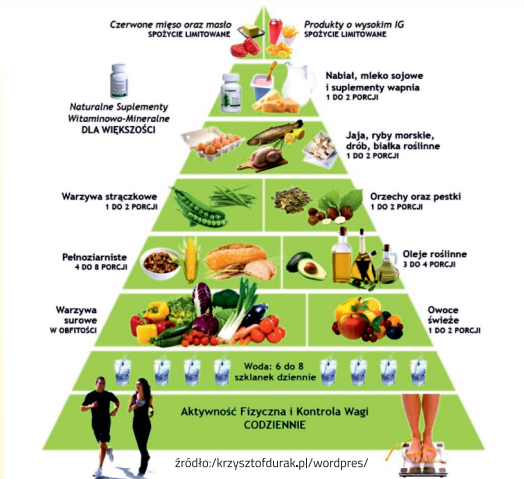 Czerwone mięso oraz masło
SPOŻYCIE LIMITOWANE
Produkty o wysokim IG
SPOŻYCIE LIMITOWANE
Naturalne Suplementy
Witaminowo-Mineralne
DLA WIĘKSZOŚCI
Nabiał, mleko sojowe
i suplementy wapnia
1 DO 2 PORCJI
Jaja, ryby morskie,
drób, białka roślinne
1 DO 2 PORCJI
Warzywa strączkowe
1 DO 2 PORCJI
Orzechy oraz pestki
1 DO 2 PORCJI
Pełnoziarniste
4 DO 8 PORCJI
Oleje roślinne
3 DO 4 PORCJI
Warzywa
surowe
W OBFITOŚCI
Owoce
świeże
1 DO 2 PORCJI
Woda: 6 do 8
szklanek dziennie
Aktywność Fizyczna i Kontrola Wagi
CODZIENNIE
źródło:/krzysztofdurak.pl/wordpres/